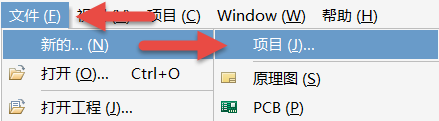 文件 (F) (V) 项目 (C) Window (W) 帮助 (H)
新的... (N) 项目 (J)...
打开 (O)... Ctrl+O 原理图 (S)
打开工程 (J)... PCB (P)